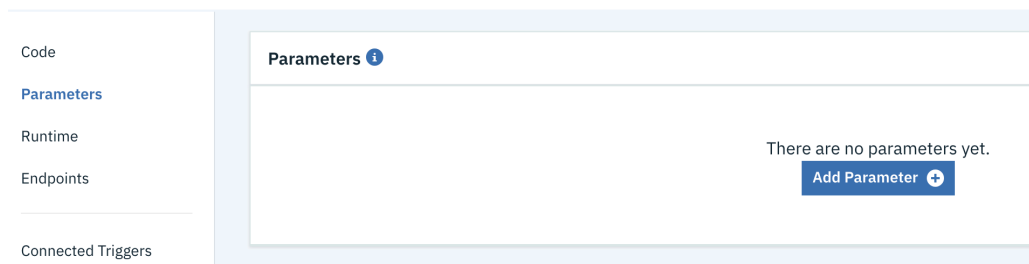 Code
Parameters
Runtime
Endpoints
Connected Triggers
Parameters
There are no parameters yet.
Add Parameter